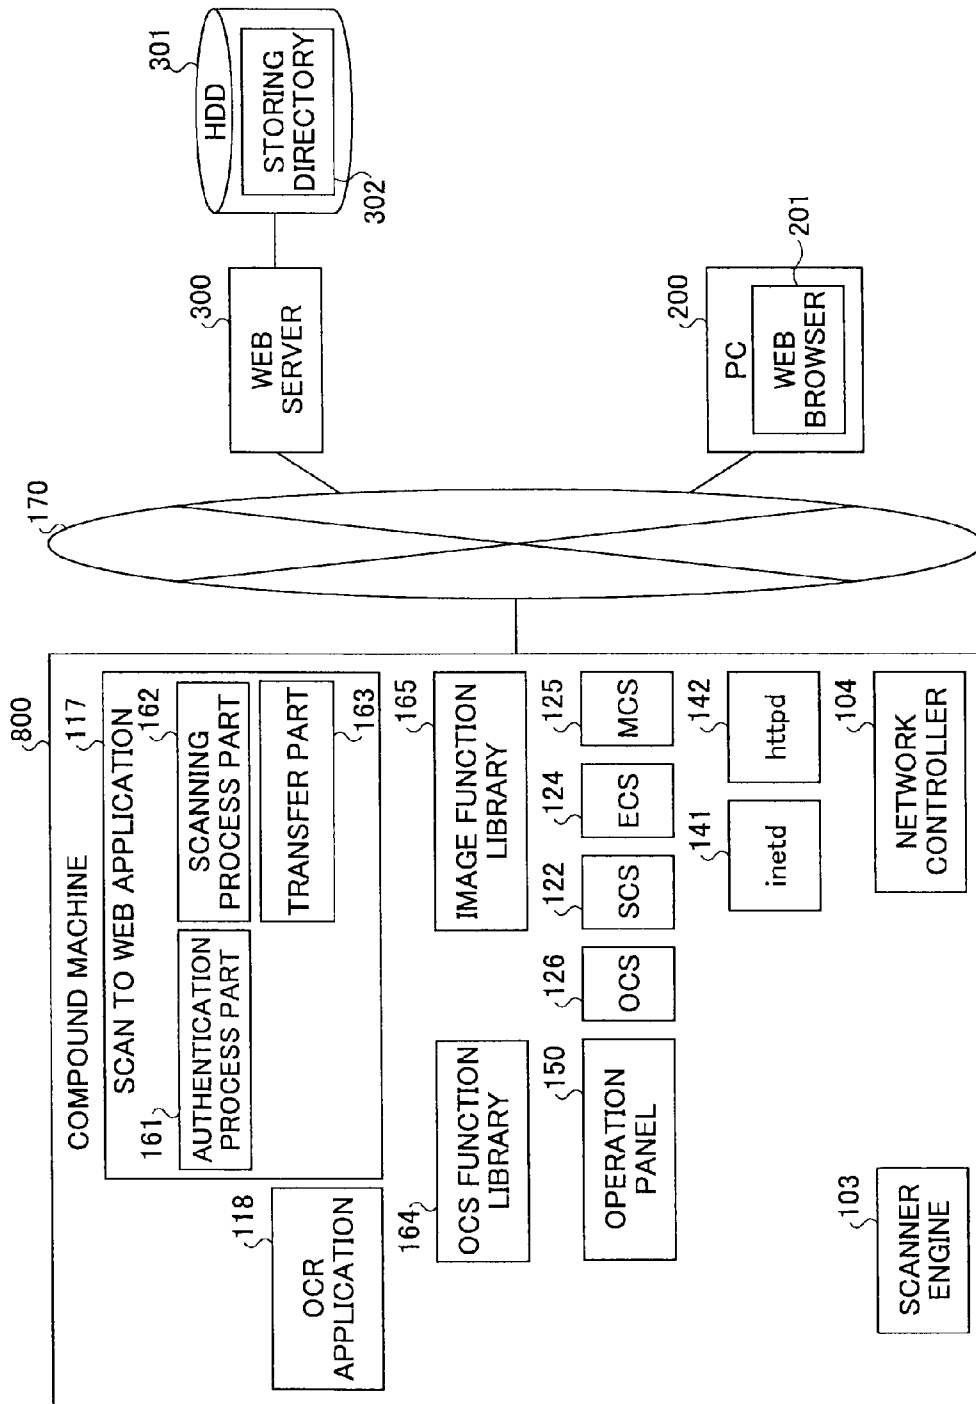 800
COMPOUND MACHINE
117
SCAN TO WEB APPLICATION
161
AUTHENTICATION
PROCESS PART
162
SCANNING
PROCESS PART
TRANSFER PART
163
118
OCR
APPLICATION
164
OCS FUNCTION
LIBRARY
165
IMAGE FUNCTION
LIBRARY
150
OPERATION
PANEL
126
OCS
122
SCS
124
ECS
125
MCS
141
inetd
142
httpd
103
SCANNER
ENGINE
104
NETWORK
CONTROLLER
170
300
WEB
SERVER
301
HDD
STORING
DIRECTORY
302
200
PC
WEB
BROWSER
201